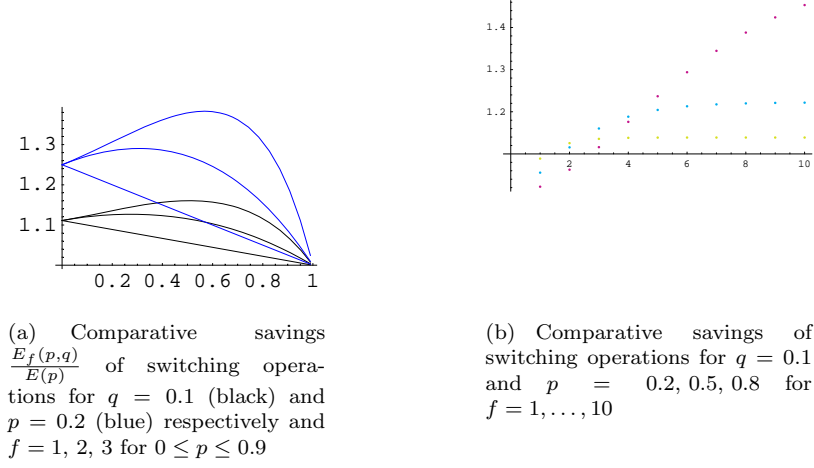 1.3
1.2
1.1
0.2 0.4 0.6 0.8 1
(a) Comparative savings
E_f(p,q)/E(p) of switching opera-
tions for q = 0.1 (black) and
p = 0.2 (blue) respectively and
f = 1, 2, 3 for 0 ≤ p ≤ 0.9
1.4
1.3
1.2
2 4 6 8 10
(b) Comparative savings of
switching operations for q = 0.1
and p = 0.2, 0.5, 0.8 for
f = 1, . . . , 10